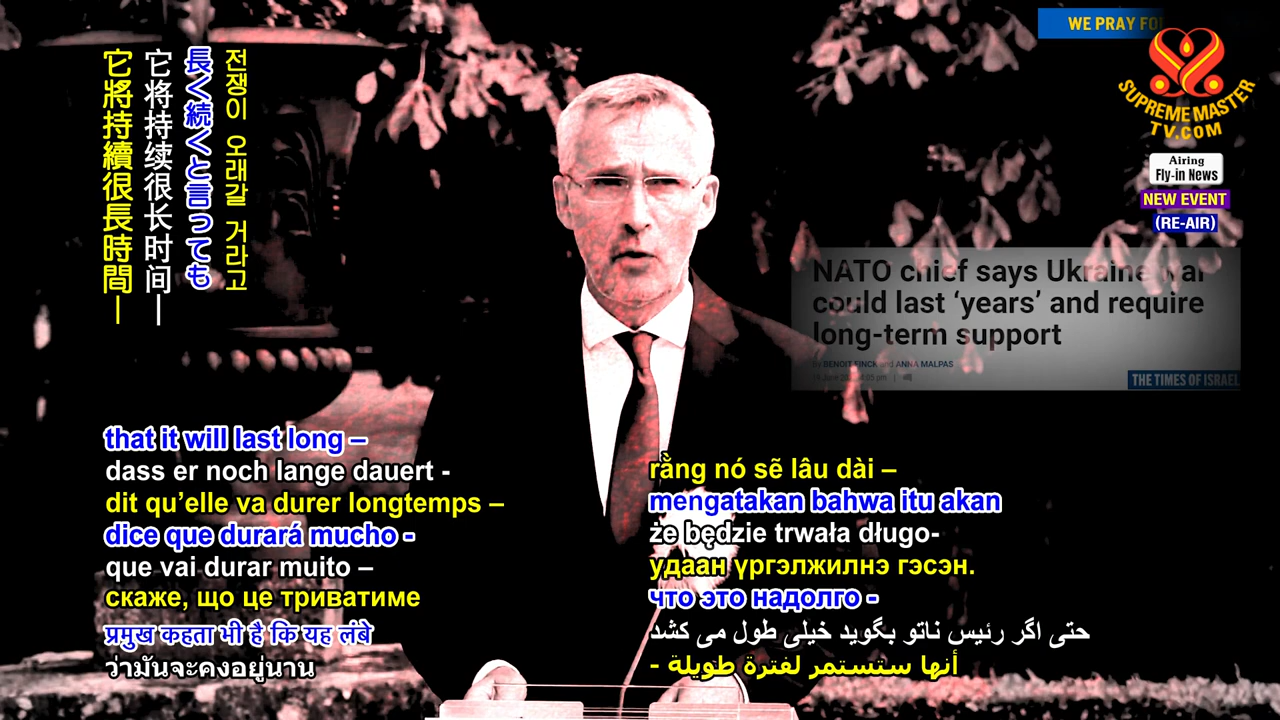 WE PRAY FO
SUPREME MASTER
TV.COM
Airing
Fly-in News
NEW EVENT
(RE-AIR)
전쟁이 오래갈 거라고
長く続くと言っても
它将持续很长时间—
它將持續很長時間—
NATO chief says Ukraine war
could last ‘years’ and require
long-term support
BY BENOIT FINCK and ANNA MALPAS
THE TIMES OF ISRAEL
that it will last long –
dass er noch lange dauert -
dit qu’elle va durer longtemps –
dice que durará mucho -
que vai durar muito –
скаже, що це триватиме
प्रमुख कहता भी है कि यह लंबे
ว่ามันจะคงอยู่นาน
rằng nó sẽ lâu dài –
mengatakan bahwa itu akan
że będzie trwała długo-
удаан үргэлжилнэ гэсэн.
что это надолго -
حتی اگر رئیس ناتو بگوید خیلی طول می کشد
أنها ستستمر لفترة طويلة -